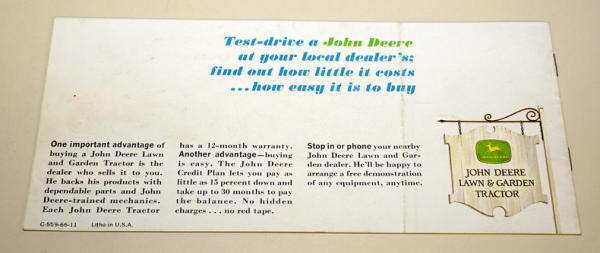 Test-drive a John Deere
at your local dealer's;
find out how little it costs
...how easy it is to buy
One important advantage of
buying a John Deere Lawn
and Garden Tractor is the
dealer who sells it to you.
He backs his products with
dependable parts and John
Deere-trained mechanics.
Each John Deere Tractor
has a 12-month warranty.
Another advantage—buying
is easy. The John Deere
Credit Plan lets you pay as
little as 15 percent down and
take up to 30 months to pay
the balance. No hidden
charges . . . no red tape.
Stop in or phone your nearby
John Deere Lawn and Gar-
den dealer. He'll be happy to
arrange a free demonstration
of any equipment, anytime.
JOHN DEERE
JOHN DEERE
LAWN & GARDEN
TRACTOR
C-559-66-11 Litho in U.S.A.